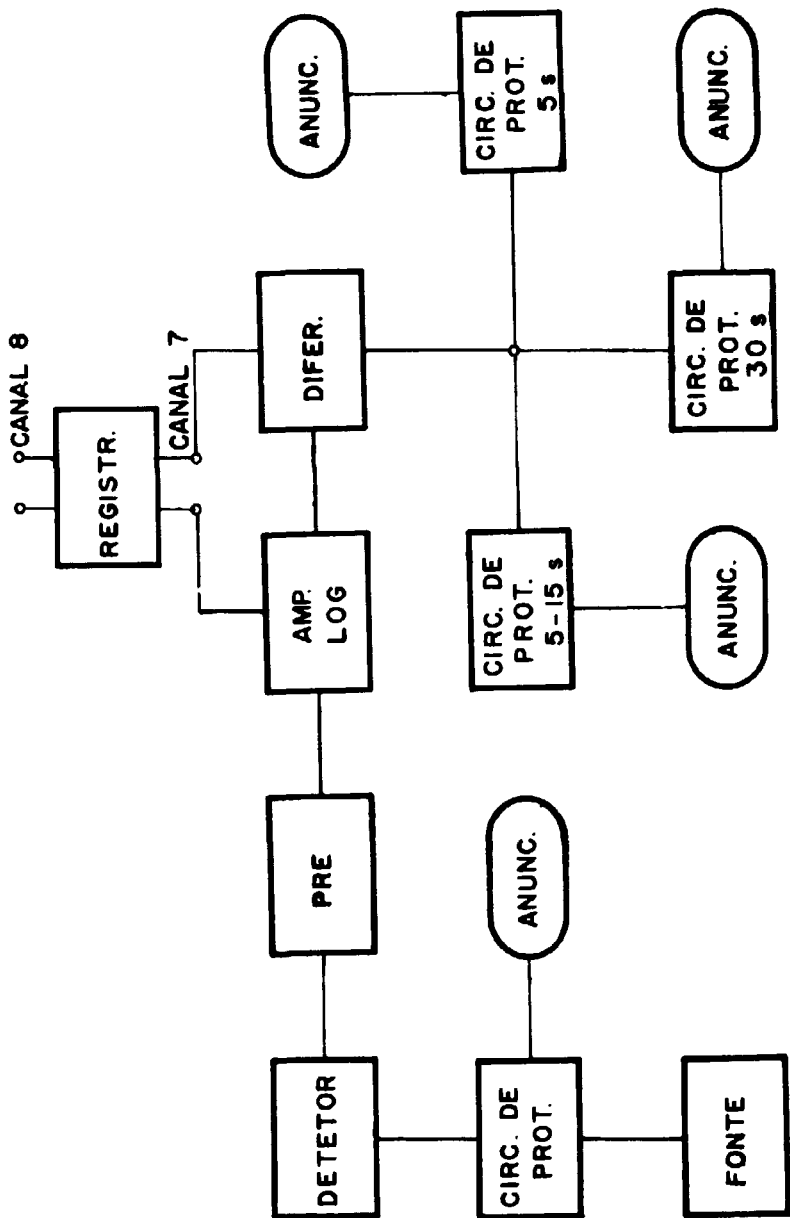 CANAL 8
REGISTR.
CANAL 7
DETETOR
PRE
AMP.
LOG
DIFER.
ANUNC.
CIRC. DE
PROT.
ANUNC.
CIRC. DE
PROT.
5-15 s
CIRC. DE
PROT.
5 s
FONTE
ANUNC.
CIRC. DE
PROT.
30 s
ANUNC.